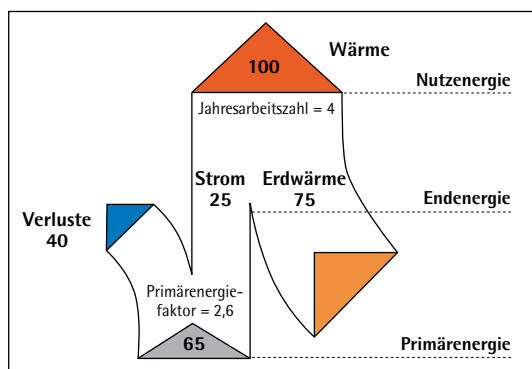 Wärme
100
Nutzenergie
Jahresarbeitszahl = 4
Strom
25
Erdwärme
75
Endenergie
Verluste
40
Primärenergie-
faktor = 2,6
65
Primärenergie